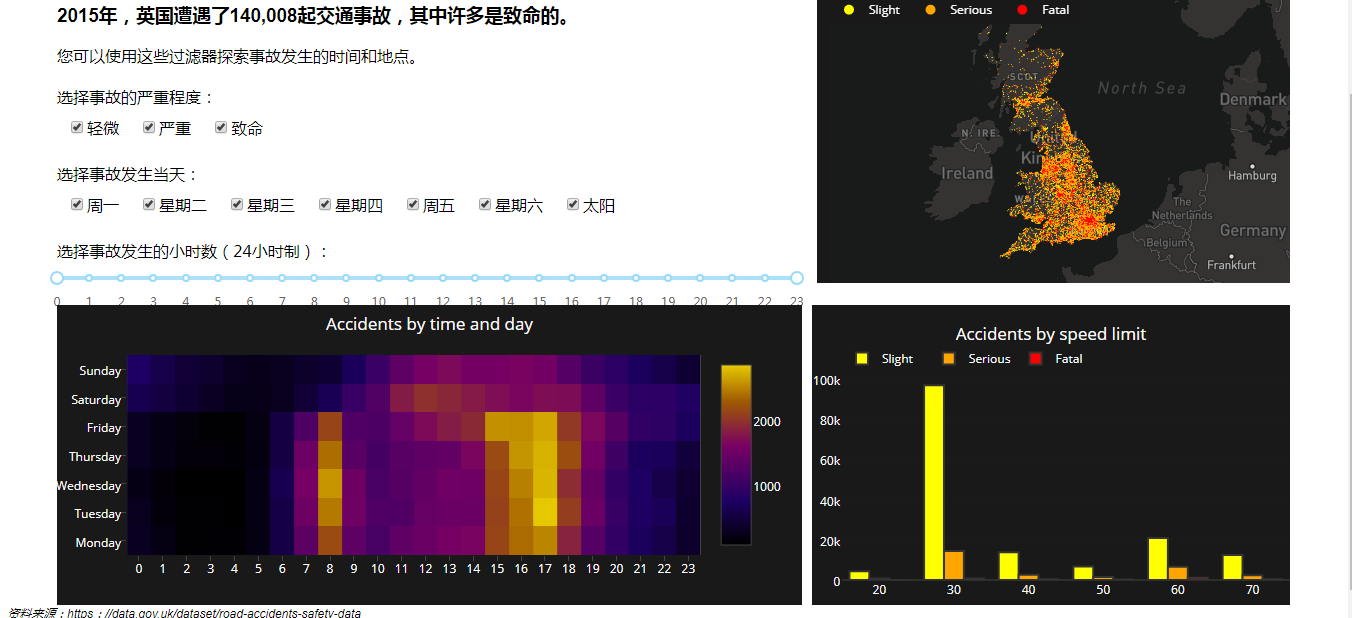 2015年，英国遭遇了140,008起交通事故，其中许多是致命的。
您可以使用这些过滤器探索事故发生的时间和地点。
选择事故的严重程度：
轻微 严重 致命
选择事故发生当天：
周一 星期二 星期三 星期四 周五 星期六 太阳
选择事故发生的小时数（24小时制）：
0 1 2 3 4 5 6 7 8 9 10 11 12 13 14 15 16 17 18 19 20 21 22 23
Slight Serious Fatal
SCOT
North Sea
Denmark
N. IRE.
Ireland
Hamburg
The
Netherlands
Belgium
Germany
Frankfurt
Accidents by time and day
Sunday
Saturday
Friday
Thursday
Wednesday
Tuesday
Monday
0 1 2 3 4 5 6 7 8 9 10 11 12 13 14 15 16 17 18 19 20 21 22 23
2000
1000
Accidents by speed limit
Slight Serious Fatal
100k
80k
60k
40k
20k
0
20 30 40 50 60 70
资料来源：https：//data.gov.uk/dataset/road-accidents-safety-data